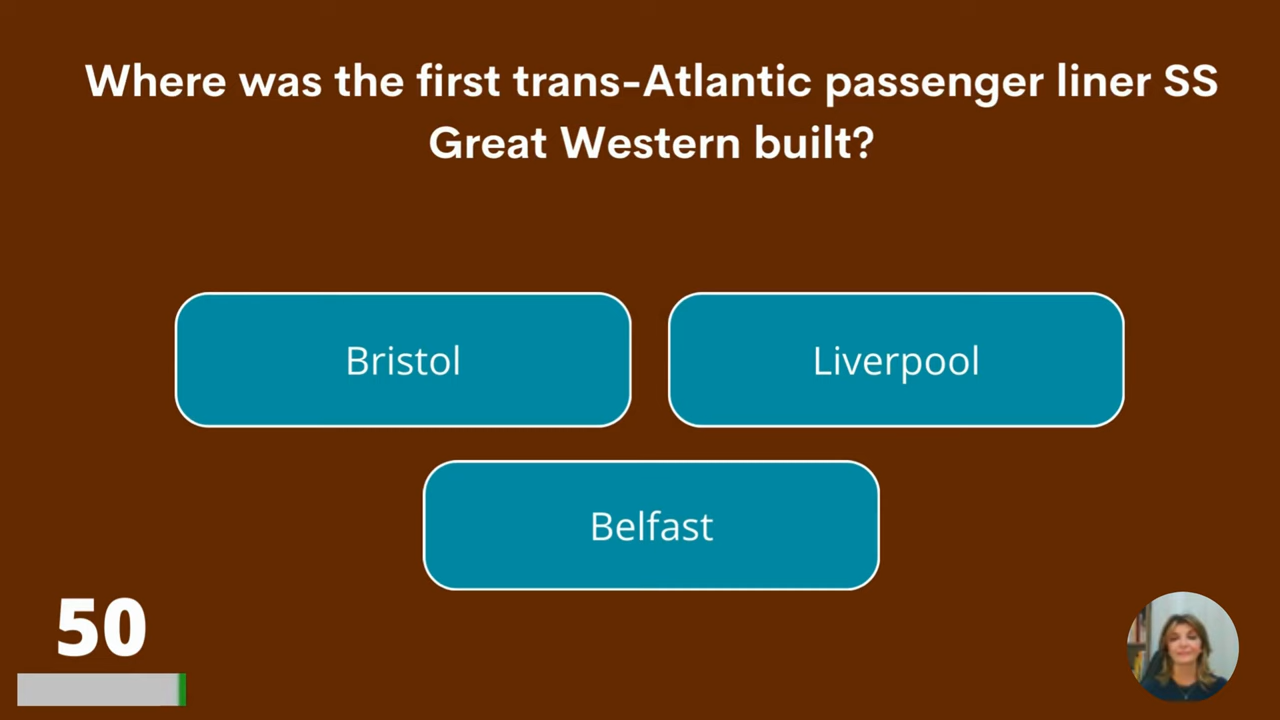 Where was the first trans-Atlantic passenger liner SS
Great Western built?
Bristol
Liverpool
Belfast
50